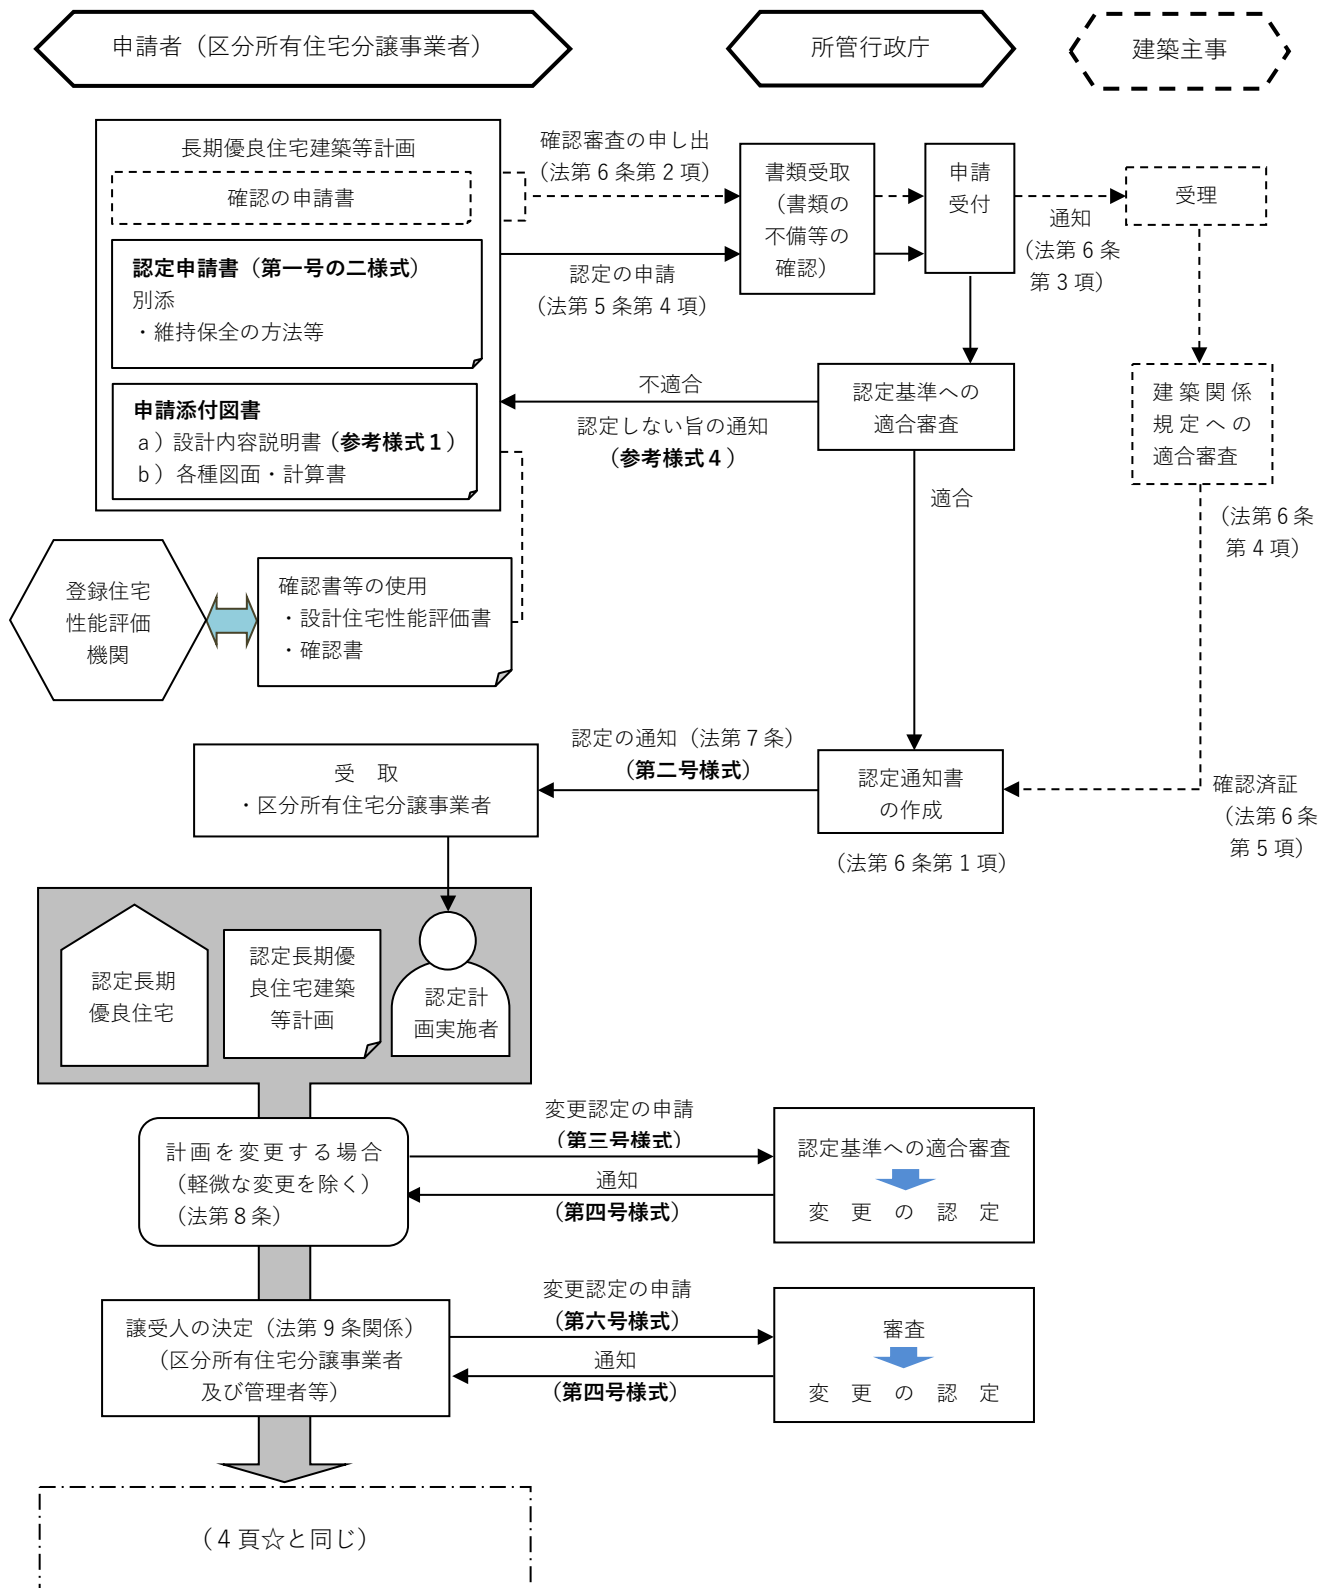 申請者（区分所有住宅分譲事業者）
所管行政庁
建築主事
長期優良住宅建築等計画
確認の申請書
認定申請書（第一号の二様式）
別添
・維持保全の方法等
申請添付図書
ａ）設計内容説明書（参考様式１）
ｂ）各種図面・計算書
確認審査の申し出
（法第６条第２項）
認定の申請
（法第５条第４項）
書類受取
（書類の
不備等の
確認）
申請
受付
通知
（法第６条
第３項）
受理
不適合
認定しない旨の通知
（参考様式４）
認定基準への
適合審査
建築関係
規定への
適合審査
適合
（法第６条
第４項）
登録住宅
性能評価
機関
確認書等の使用
・設計住宅性能評価書
・確認書
受　取
・区分所有住宅分譲事業者
認定の通知（法第７条）
（第二号様式）
認定通知書
の作成
（法第６条第１項）
確認済証
（法第６条
第５項）
認定長期
優良住宅
認定長期優
良住宅建築
等計画
認定計
画実施者
計画を変更する場合
（軽微な変更を除く）
（法第８条）
変更認定の申請
（第三号様式）
通知
（第四号様式）
認定基準への適合審査
変　更　の　認　定
譲受人の決定（法第９条関係）
（区分所有住宅分譲事業者
及び管理者等）
変更認定の申請
（第六号様式）
通知
（第四号様式）
審査
変　更　の　認　定
（４頁☆と同じ）